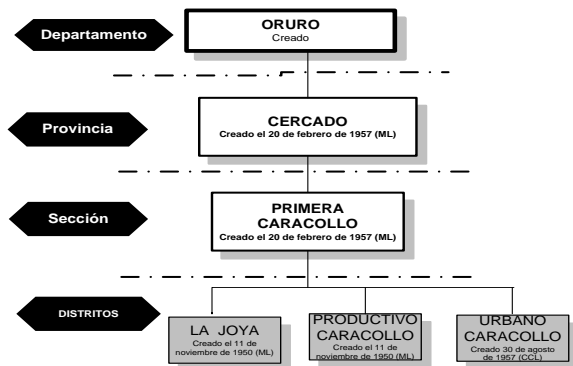 Departamento
ORURO
Creado
Provincia
CERCADO
Creado el 20 de febrero de 1957 (ML)
Sección
PRIMERA
CARACOLLO
Creado el 20 de febrero de 1957 (ML)
DISTRITOS
LA JOYA
Creado el 11 de
noviembre de 1950 (ML)
PRODUCTIVO
CARACOLLO
Creado el 11 de
noviembre de 1950 (ML)
URBANO
CARACOLLO
Creado 30 de agosto
de 1957 (CCL)